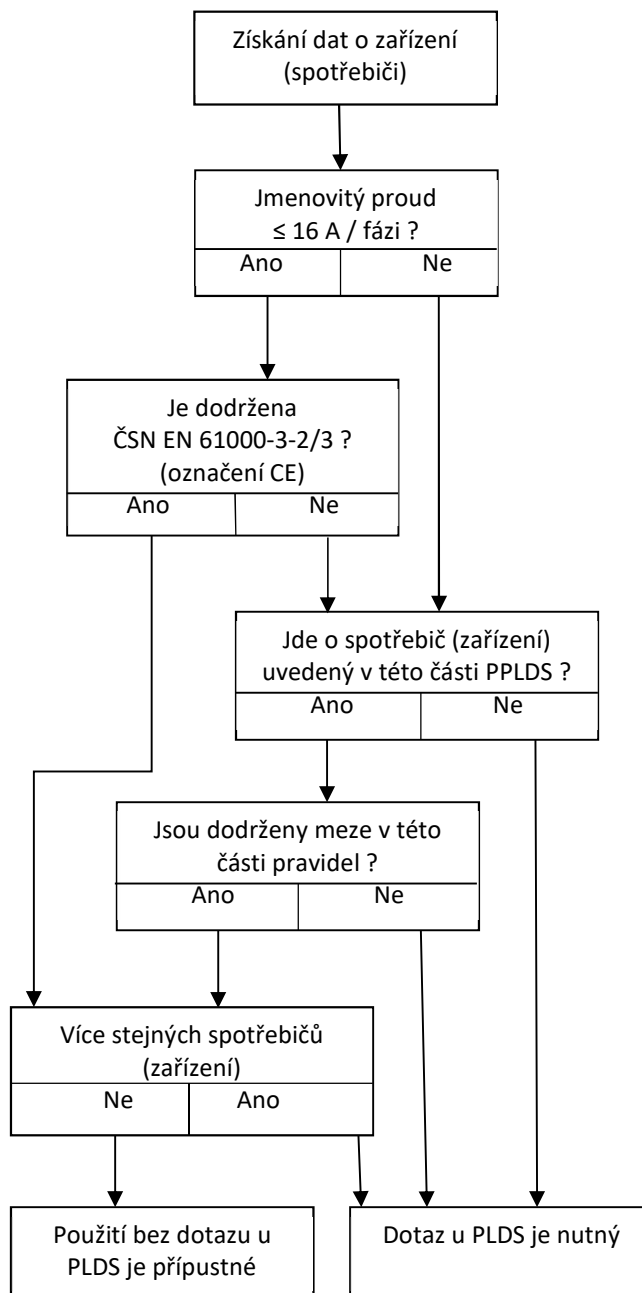 Získání dat o zařízení
(spotřebiči)
Jmenovitý proud
≤ 16 A / fázi ?
Ano
Ne
Je dodržena
ČSN EN 61000-3-2/3 ?
(označení CE)
Ano
Ne
Jde o spotřebič (zařízení)
uvedený v této části PPLDS ?
Ano
Ne
Jsou dodrženy meze v této
části pravidel ?
Ano
Ne
Více stejných spotřebičů
(zařízení)
Ne
Ano
Použití bez dotazu u
PLDS je přípustné
Dotaz u PLDS je nutný